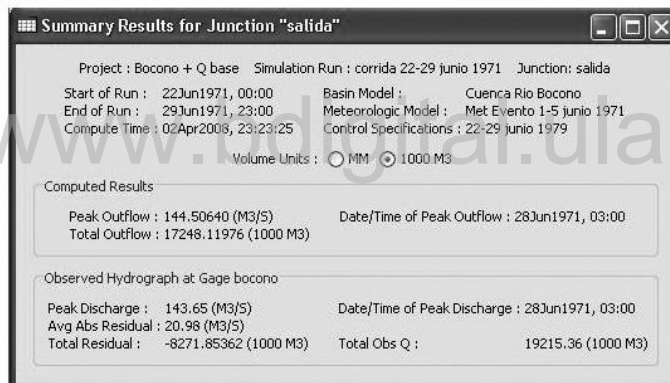 Summary Results for Junction "salida"
Project : Bocono + Q base Simulation Run : corrida 22-29 junio 1971 Junction: salida
Start of Run : 22Jun1971, 00:00 Basin Model : Cuenca Rio Bocono
End of Run : 29Jun1971, 23:00 Meteorologic Model : Met Evento 1-5 junio 1971
Compute Time : 02Apr2008, 23:23:25 Control Specifications : 22-29 junio 1979
www.bdigital.ula
Volume Units : MM 1000 M3
Computed Results
Peak Outflow : 144.50640 (M3/S) Date/Time of Peak Outflow : 28Jun1971, 03:00
Total Outflow : 17248.11976 (1000 M3)
Observed Hydrograph at Gage bocono
Peak Discharge : 143.65 (M3/S) Date/Time of Peak Discharge : 28Jun1971, 03:00
Avg Abs Residual : 20.98 (M3/S)
Total Residual : -8271.85362 (1000 M3) Total Obs Q : 19215.36 (1000 M3)